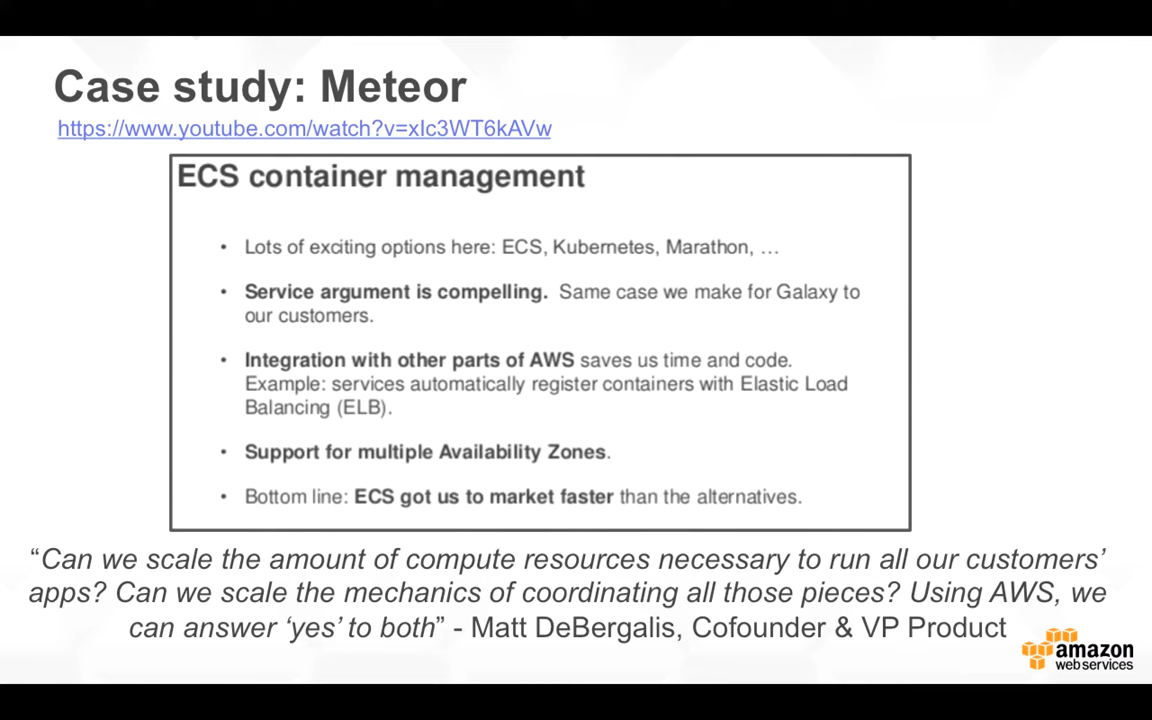 Case study: Meteor
https://www.youtube.com/watch?v=xIc3WT6kAVw
ECS container management
• Lots of exciting options here: ECS, Kubernetes, Marathon, …
• Service argument is compelling. Same case we make for Galaxy to
our customers.
• Integration with other parts of AWS saves us time and code.
Example: services automatically register containers with Elastic Load
Balancing (ELB).
• Support for multiple Availability Zones.
• Bottom line: ECS got us to market faster than the alternatives.
“Can we scale the amount of compute resources necessary to run all our customers’
apps? Can we scale the mechanics of coordinating all those pieces? Using AWS, we
can answer ‘yes’ to both” - Matt DeBergalis, Cofounder & VP Product
amazon
webservices